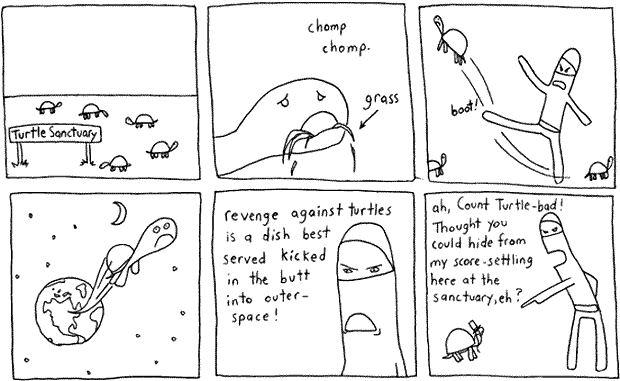 Turtle Sanctuary
chomp
chomp.
grass
boot!
revenge against turtles
is a dish best
served kicked
in the butt
into outer-
space!
ah, Count Turtle-bad!
Thought you
could hide from
my score-settling
here at the
sanctuary, eh?